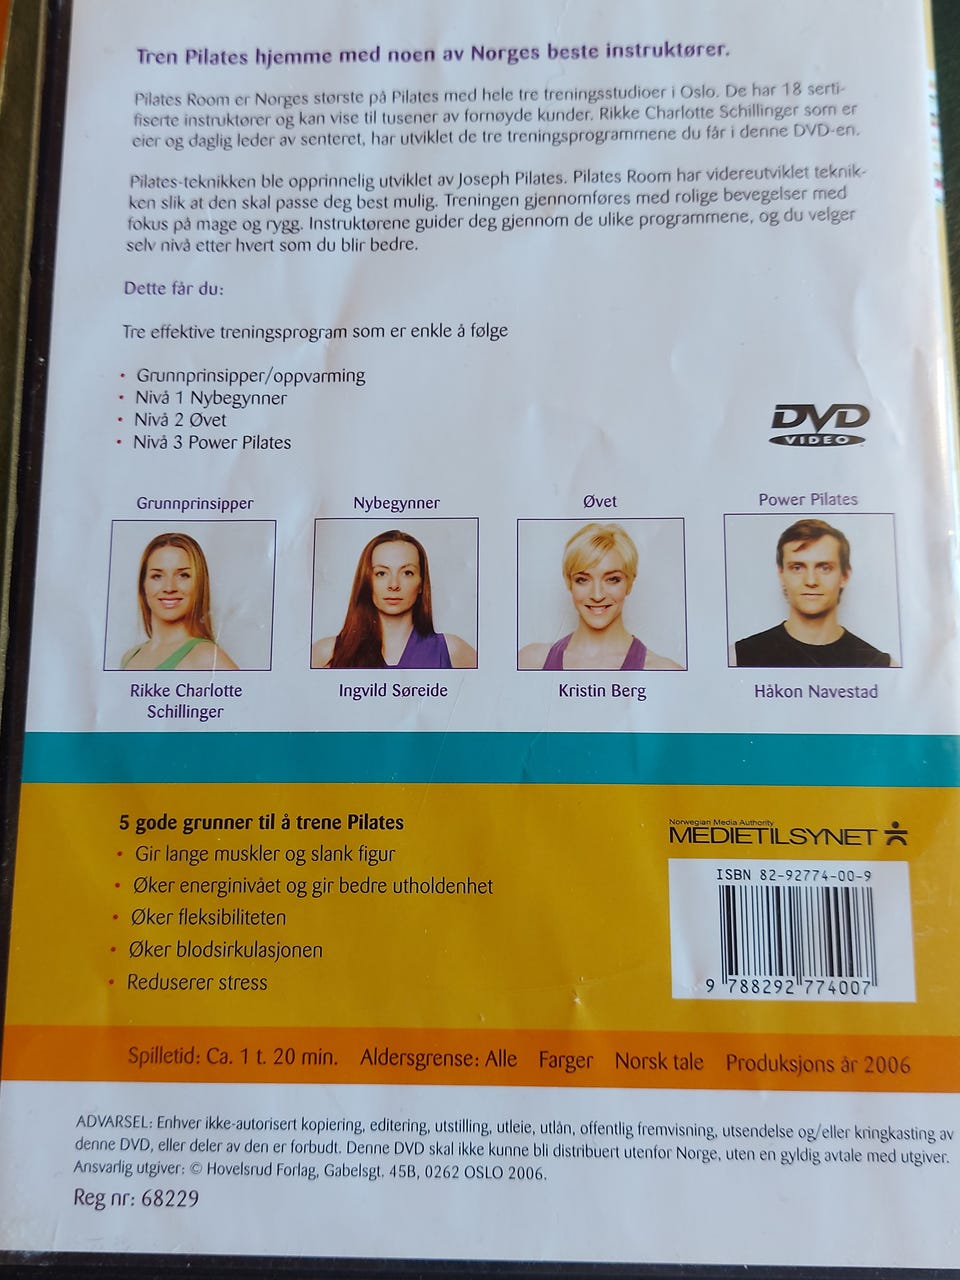 Tren Pilates hjemme med noen av Norges beste instruktører.
Pilates Room er Norges største på Pilates med hele tre treningsstudioer i Oslo. De har 18 serti-
fiserte instruktører og kan vise til tusener av fornøyde kunder. Rikke Charlotte Schillinger som er
eier og daglig leder av senteret, har utviklet de tre treningsprogrammene du får i denne DVD-en.
Pilates-teknikken ble opprinnelig utviklet av Joseph Pilates. Pilates Room har videreutviklet teknik-
ken slik at den skal passe deg best mulig. Treningen gjennomføres med rolige bevegelser med
fokus på mage og rygg. Instruktørene guider deg gjennom de ulike programmene, og du velger
selv nivå etter hvert som du blir bedre.
Dette får du:
Tre effektive treningsprogram som er enkle å følge
• Grunnprinsipper/oppvarming
• Nivå 1 Nybegynner
• Nivå 2 Øvet
• Nivå 3 Power Pilates
DVD
VIDEO
Grunnprinsipper Nybegynner Øvet Power Pilates
Rikke Charlotte Ingvild Søreide Kristin Berg Håkon Navestad
Schillinger
5 gode grunner til å trene Pilates
• Gir lange muskler og slank figur
• Øker energinivået og gir bedre utholdenhet
• Øker fleksibiliteten
• Øker blodsirkulasjonen
• Reduserer stress
Norwegian Media Authority
MEDIETILSYNET
ISBN 82-92774-00-9
9 788292 774007
Spilletid: Ca. 1 t. 20 min. Aldersgrense: Alle Farger Norsk tale Produksjons år 2006
ADVARSEL: Enhver ikke-autorisert kopiering, editering, utstilling, utleie, utlån, offentlig fremvisning, utsendelse og/eller kringkasting av
denne DVD, eller deler av den er forbudt. Denne DVD skal ikke kunne bli distribuert utenfor Norge, uten en gyldig avtale med utgiver.
Ansvarlig utgiver: © Hovelsrud Forlag, Gabelsgt. 45B, 0262 OSLO 2006.
Reg nr: 68229